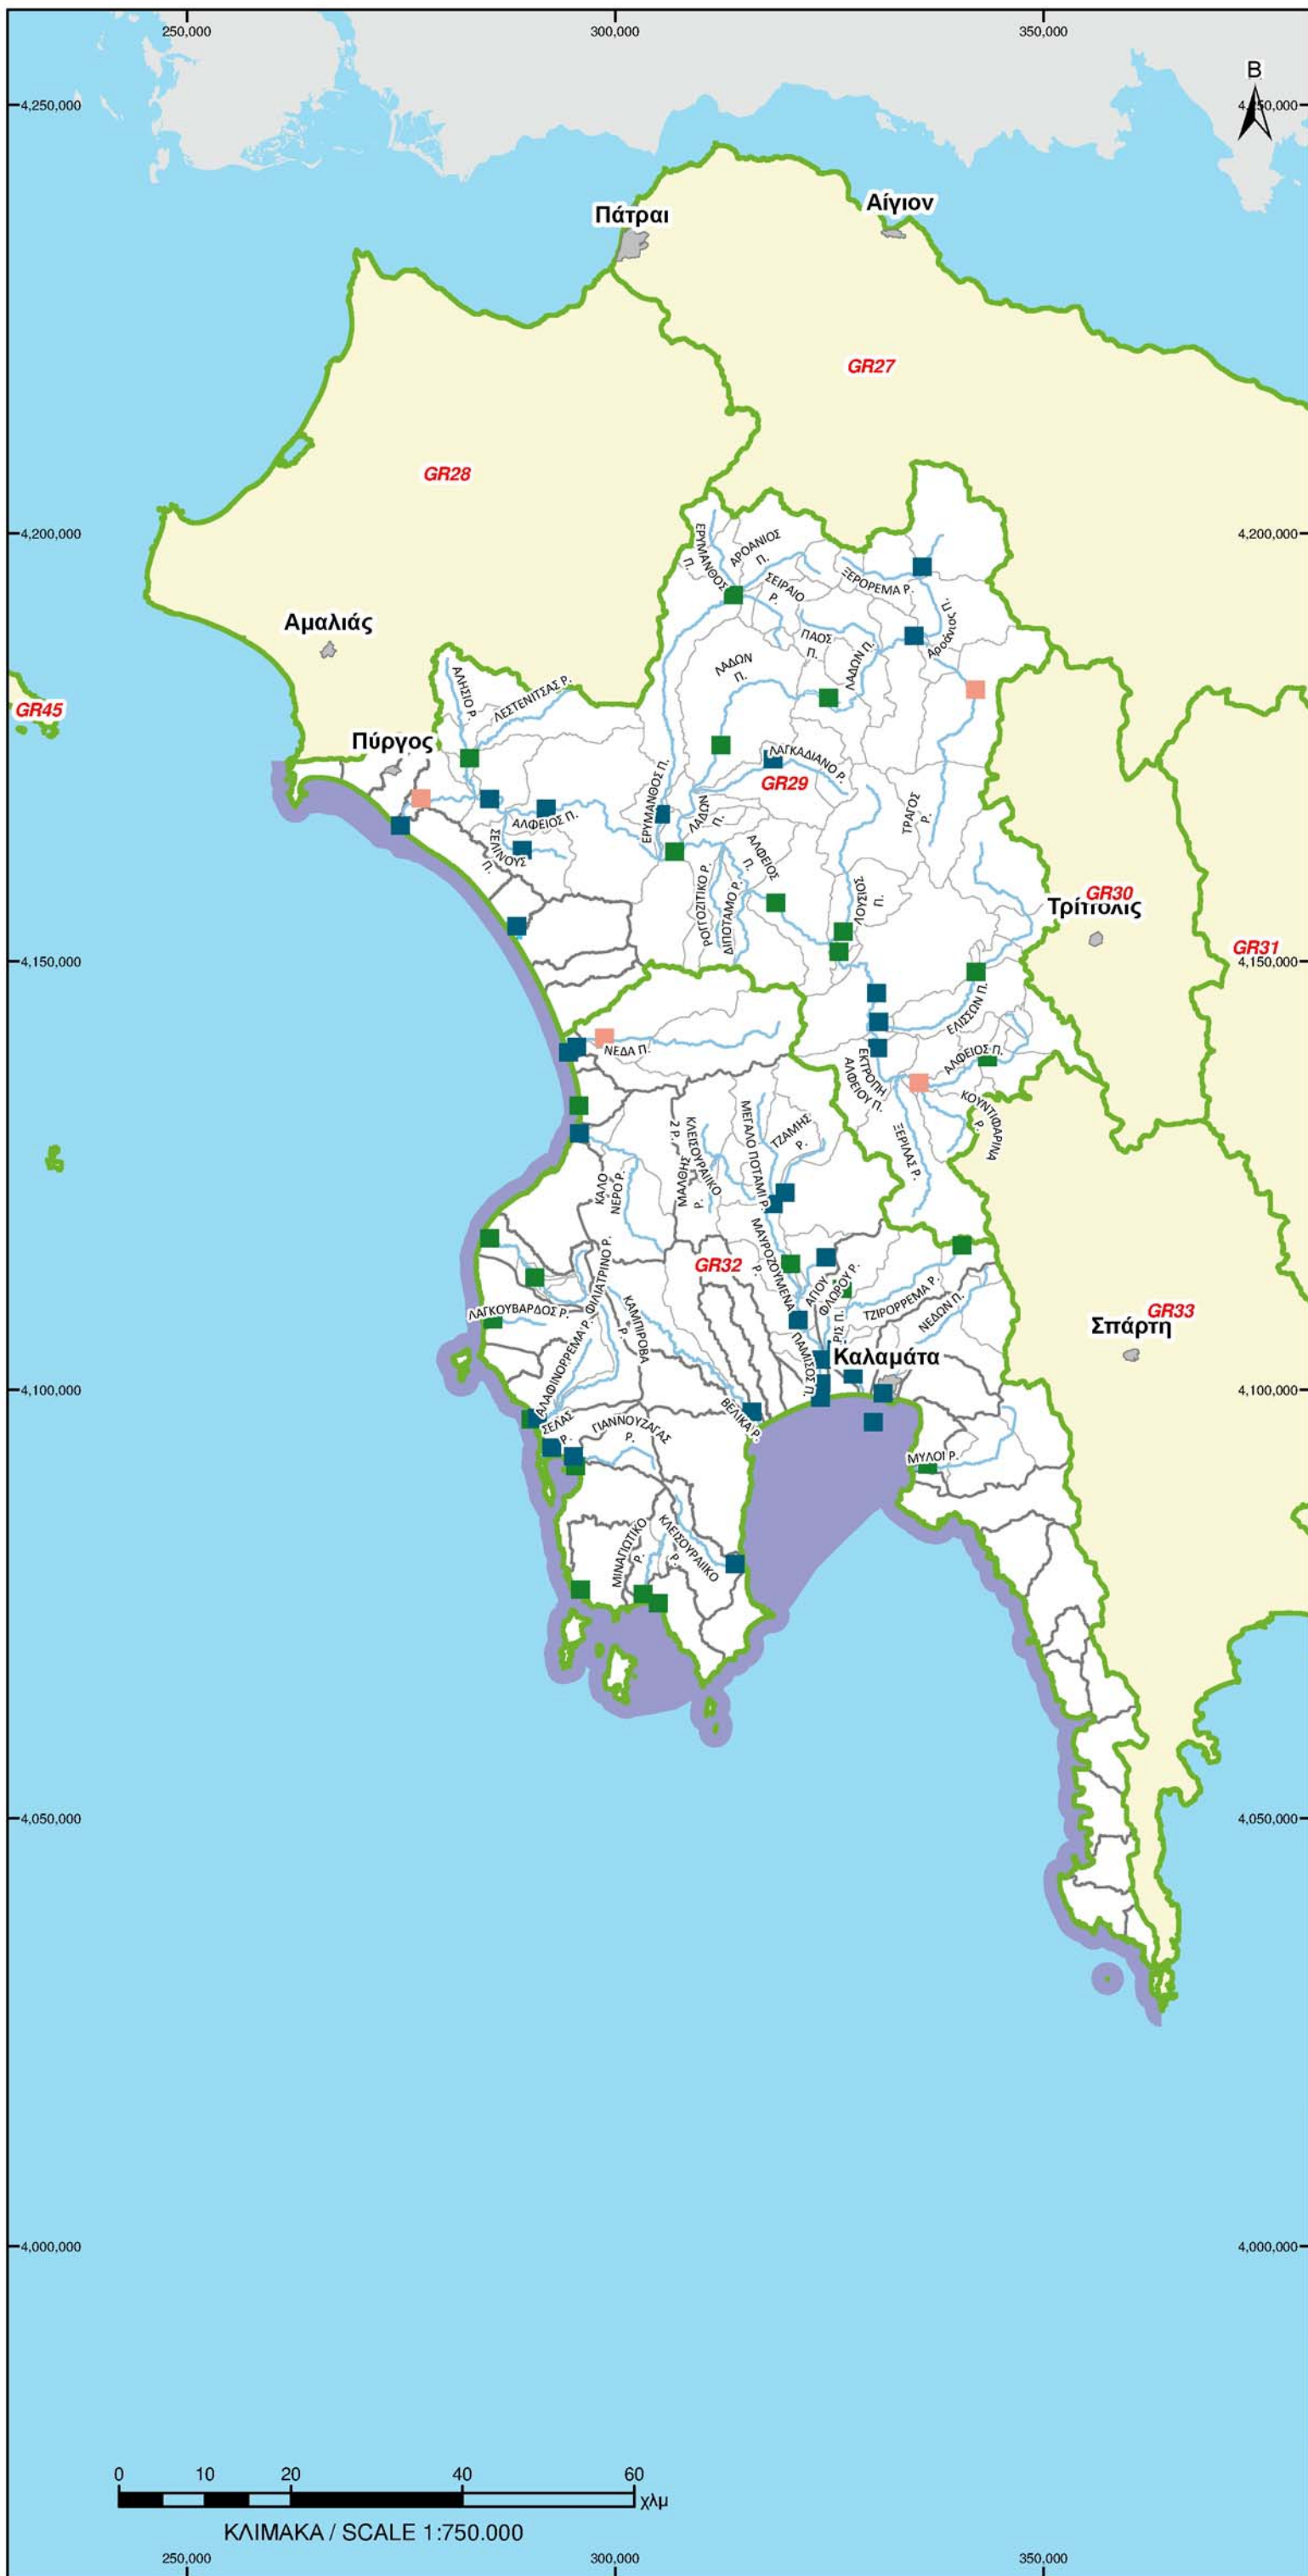 250,000
300,000
350,000
B
4,250,000
4,250,000
Πάτραι
Αίγιον
GR27
GR28
4,200,000
4,200,000
ΕΡΥΜΑΝΘΟΣ
Π.
ΑΡΟΑΝΙΟΣ
Π.
ΣΕΙΡΑΙΟ
Ρ.
ΞΕΡΟΡΕΜΑ Ρ.
Αμαλιάς
ΠΑΟΣ
Π.
Αροάνιος Π.
ΛΑΔΩΝ Π.
ΛΑΔΩΝ
Π.
ΑΛΗΣΙΟ Ρ.
ΛΕΣΤΕΝΙΤΣΑΣ Ρ.
GR45
Πύργος
ΛΑΓΚΑΔΙΑΝΟ Ρ.
GR29
ΕΡΥΜΑΝΘΟΣ Π.
ΛΑΔΩΝ
Π.
ΤΡΑΓΟΣ
Ρ.
ΑΛΦΕΙΟΣ Π.
ΣΕΛΙΝΟΥΣ
Π.
ΑΛΦΕΙΟΣ
Π.
ΡΟΓΓΟΖΙΤΙΚΟ Ρ.
ΔΙΠΟΤΑΜΟ Ρ.
ΛΟΥΣΙΟΣ
Π.
GR30
Τρίπολις
GR31
4,150,000
4,150,000
ΕΛΙΣΣΩΝ Π.
ΝΕΔΑ Π.
ΑΛΦΕΙΟΣ Π.
ΕΚΤΡΟΠΗ
ΑΛΦΕΙΟΥ Π.
ΚΟΥΝΤΙΦΑΡΙΝΑ
Ρ.
ΞΕΡΙΛΑΣ Ρ.
ΜΕΓΑΛΟ ΠΟΤΑΜΙ Ρ.
ΤΖΑΜΗΣ
Ρ.
ΚΛΕΙΣΟΥΡΑΙΙΚΟ
Ρ.
ΜΑΛΘΗΣ
2 Ρ.
ΚΑΛΟ
ΝΕΡΟ Ρ.
ΜΑΥΡΟΖΟΥΜΕΝΑ
Ρ.
GR32
ΦΙΛΙΑΤΡΙΝΟ Ρ.
ΑΓΙΟΥ
ΦΛΩΡΟΥ Ρ.
ΤΖΙΡΟΡΡΕΜΑ Ρ.
ΝΕΔΩΝ Π.
ΛΑΓΚΟΥΒΑΡΔΟΣ Ρ.
GR33
Σπάρτη
ΚΑΜΠΙΡΟΒΑ
Ρ.
ΑΛΑΦΙΝΟΡΡΕΜΑ Ρ.
ΡΙΣ Π.
ΠΑΜΙΣΟΣ Π.
Καλαμάτα
4,100,000
4,100,000
ΒΕΛΙΚΑ Ρ.
ΣΕΛΑΣ
Ρ.
ΓΙΑΝΝΟΥΖΑΓΑΣ
Ρ.
ΜΥΛΟΙ Ρ.
ΜΙΝΑΓΙΩΤΙΚΟ
Ρ.
ΚΛΕΙΣΟΥΡΑΙΙΚΟ
Ρ.
4,050,000
4,050,000
4,000,000
4,000,000
0 10 20 40 60
χλμ
ΚΛΙΜΑΚΑ / SCALE 1:750.000
250,000
300,000
350,000